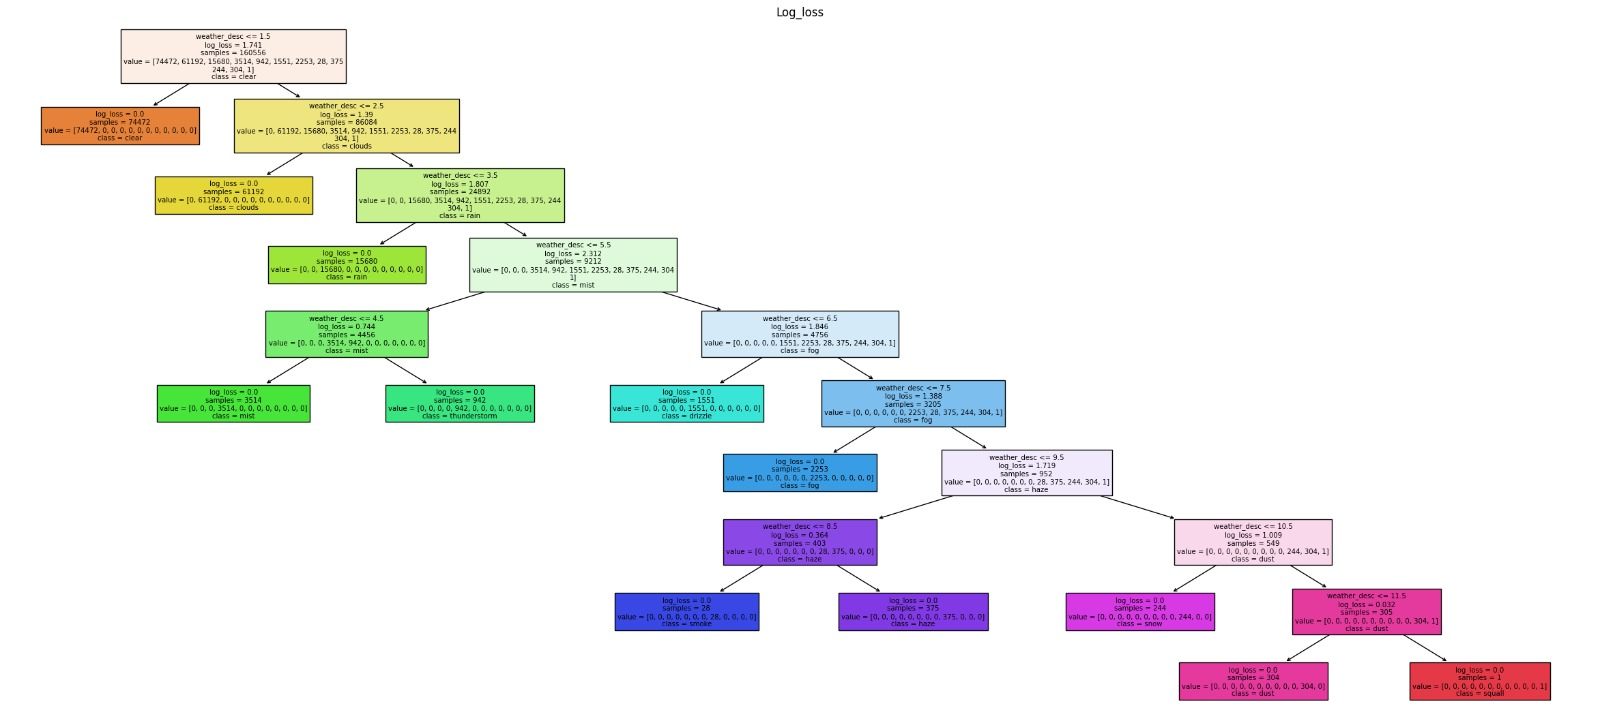 Log_loss
weather_desc <= 1.5
log_loss = 1.741
samples = 160556
value = [74472, 61192, 15680, 3514, 942, 1551, 2253, 28, 375
244, 304, 1]
class = clear
log_loss = 0.0
samples = 74472
value = [74472, 0, 0, 0, 0, 0, 0, 0, 0, 0, 0, 0]
class = clear
weather_desc <= 2.5
log_loss = 1.39
samples = 86084
value = [0, 61192, 15680, 3514, 942, 1551, 2253, 28, 375, 244
304, 1]
class = clouds
log_loss = 0.0
samples = 61192
value = [0, 61192, 0, 0, 0, 0, 0, 0, 0, 0, 0, 0]
class = clouds
weather_desc <= 3.5
log_loss = 1.807
samples = 24892
value = [0, 0, 15680, 3514, 942, 1551, 2253, 28, 375, 244
304, 1]
class = rain
log_loss = 0.0
samples = 15680
value = [0, 0, 15680, 0, 0, 0, 0, 0, 0, 0, 0, 0]
class = rain
weather_desc <= 5.5
log_loss = 2.312
samples = 9212
value = [0, 0, 0, 3514, 942, 1551, 2253, 28, 375, 244, 304
1]
class = mist
weather_desc <= 4.5
log_loss = 0.744
samples = 4456
value = [0, 0, 0, 3514, 942, 0, 0, 0, 0, 0, 0, 0]
class = mist
weather_desc <= 6.5
log_loss = 1.846
samples = 4756
value = [0, 0, 0, 0, 0, 1551, 2253, 28, 375, 244, 304, 1]
class = fog
log_loss = 0.0
samples = 3514
value = [0, 0, 0, 3514, 0, 0, 0, 0, 0, 0, 0, 0]
class = mist
log_loss = 0.0
samples = 942
value = [0, 0, 0, 0, 942, 0, 0, 0, 0, 0, 0, 0]
class = thunderstorm
log_loss = 0.0
samples = 1551
value = [0, 0, 0, 0, 0, 1551, 0, 0, 0, 0, 0, 0]
class = drizzle
weather_desc <= 7.5
log_loss = 1.388
samples = 3205
value = [0, 0, 0, 0, 0, 0, 2253, 28, 375, 244, 304, 1]
class = fog
log_loss = 0.0
samples = 2253
value = [0, 0, 0, 0, 0, 0, 2253, 0, 0, 0, 0, 0]
class = fog
weather_desc <= 9.5
log_loss = 1.719
samples = 952
value = [0, 0, 0, 0, 0, 0, 0, 28, 375, 244, 304, 1]
class = haze
weather_desc <= 8.5
log_loss = 0.364
samples = 403
value = [0, 0, 0, 0, 0, 0, 0, 28, 375, 0, 0, 0]
class = haze
weather_desc <= 10.5
log_loss = 1.009
samples = 549
value = [0, 0, 0, 0, 0, 0, 0, 0, 0, 244, 304, 1]
class = dust
log_loss = 0.0
samples = 28
value = [0, 0, 0, 0, 0, 0, 0, 28, 0, 0, 0, 0]
class = smoke
log_loss = 0.0
samples = 375
value = [0, 0, 0, 0, 0, 0, 0, 0, 375, 0, 0, 0]
class = haze
log_loss = 0.0
samples = 244
value = [0, 0, 0, 0, 0, 0, 0, 0, 0, 244, 0, 0]
class = snow
weather_desc <= 11.5
log_loss = 0.032
samples = 305
value = [0, 0, 0, 0, 0, 0, 0, 0, 0, 0, 304, 1]
class = dust
log_loss = 0.0
samples = 304
value = [0, 0, 0, 0, 0, 0, 0, 0, 0, 0, 304, 0]
class = dust
log_loss = 0.0
samples = 1
value = [0, 0, 0, 0, 0, 0, 0, 0, 0, 0, 0, 1]
class = squall